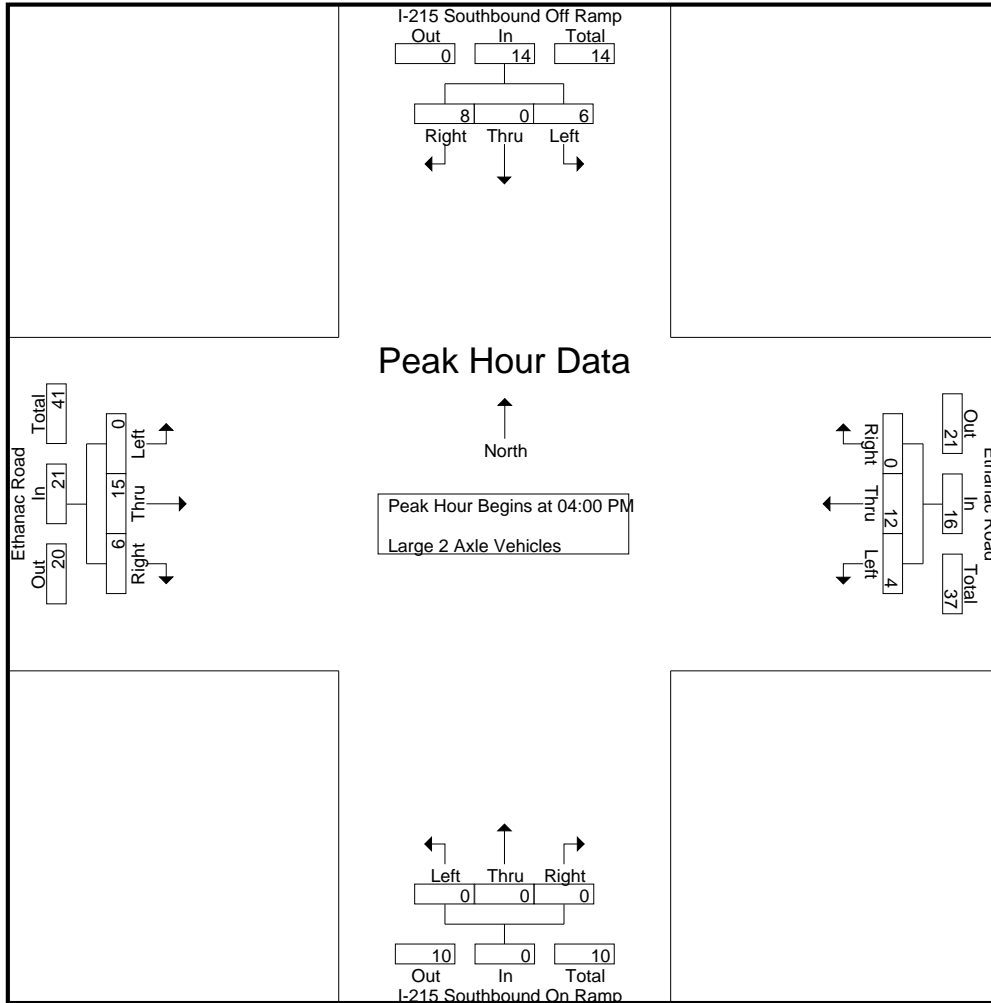 I-215 Southbound Off Ramp
Out In Total
0 14 14
8 0 6
Right Thru Left
Peak Hour Data
North
Peak Hour Begins at 04:00 PM
Large 2 Axle Vehicles
Ethanac Road
Total In Out
41 21 20
0 15 6
Left Thru Right
Ethanac Road
Out In Total
21 16 37
0 12 4
Right Thru Left
Left Thru Right
0 0 0
10 0 10
Out In Total
I-215 Southbound On Ramp